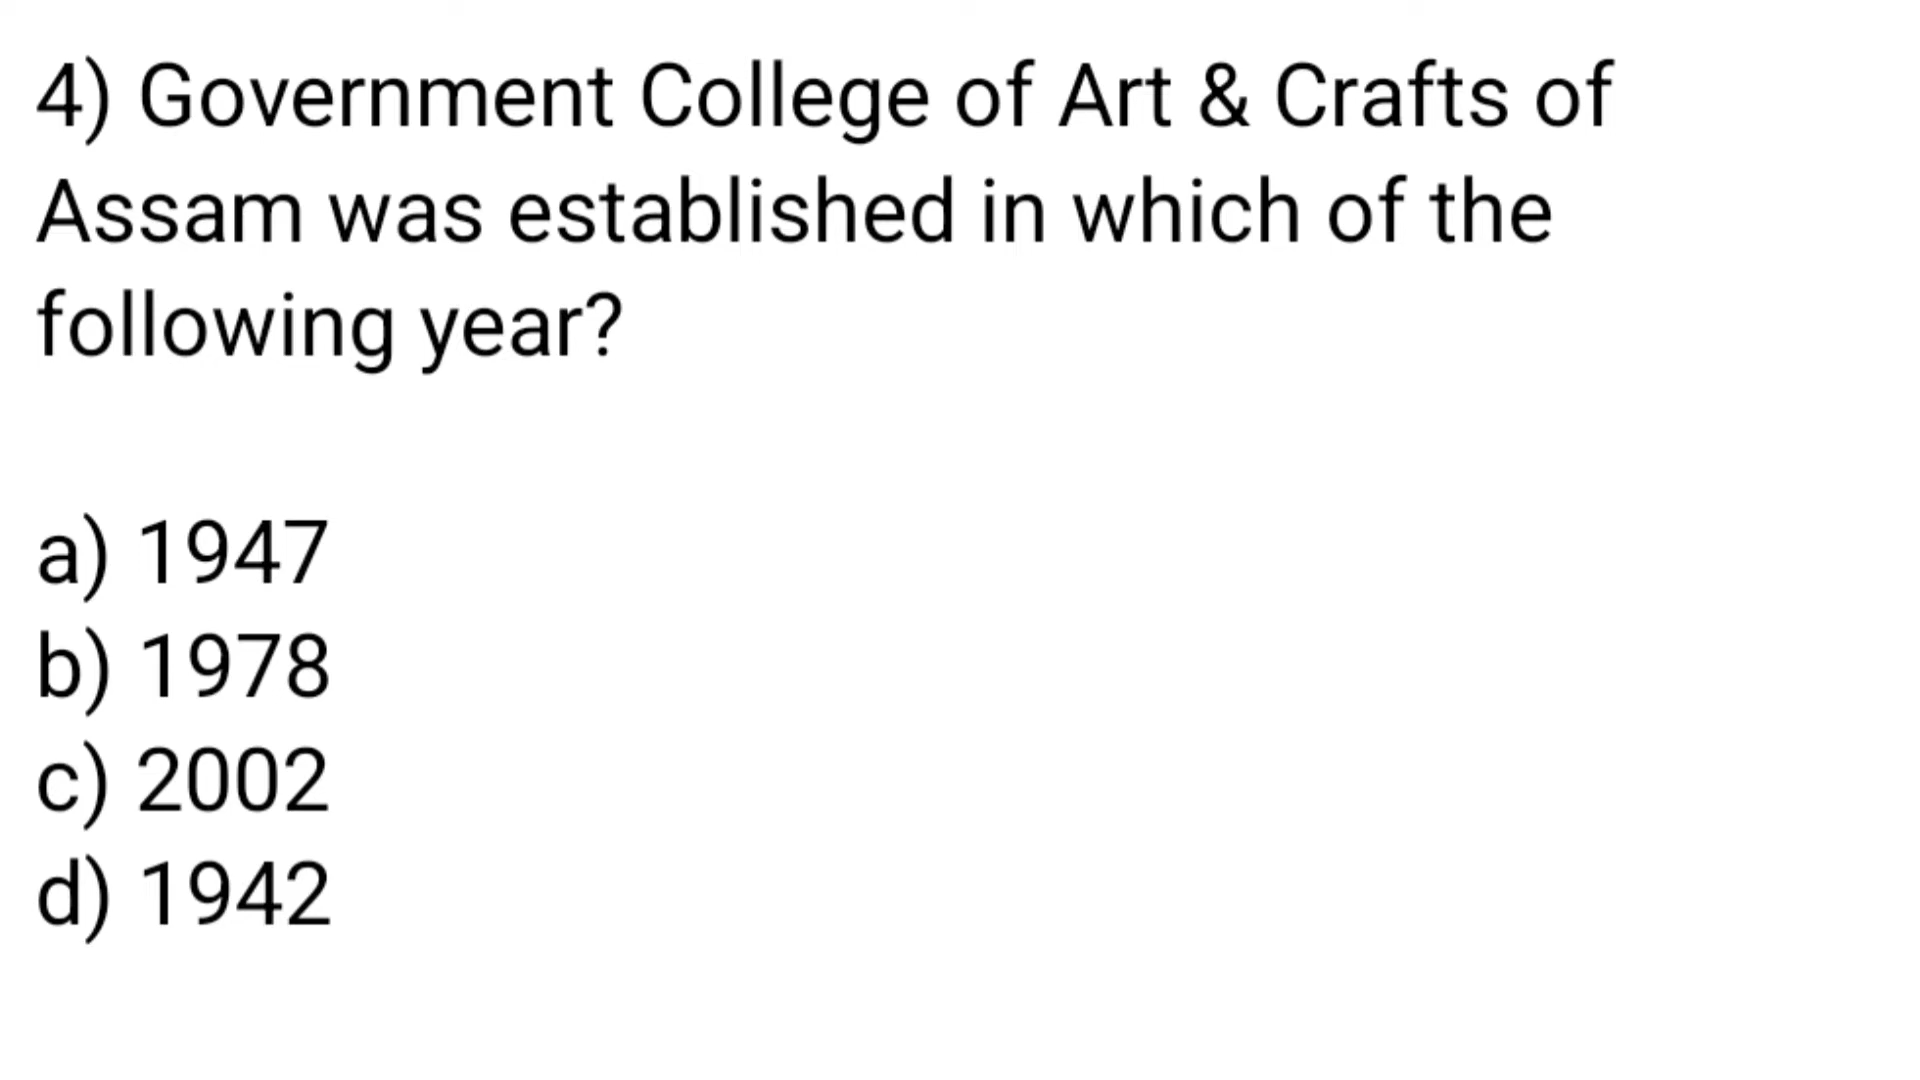 4) Government College of Art & Crafts of
Assam was established in which of the
following year?
a) 1947
b) 1978
c) 2002
d) 1942